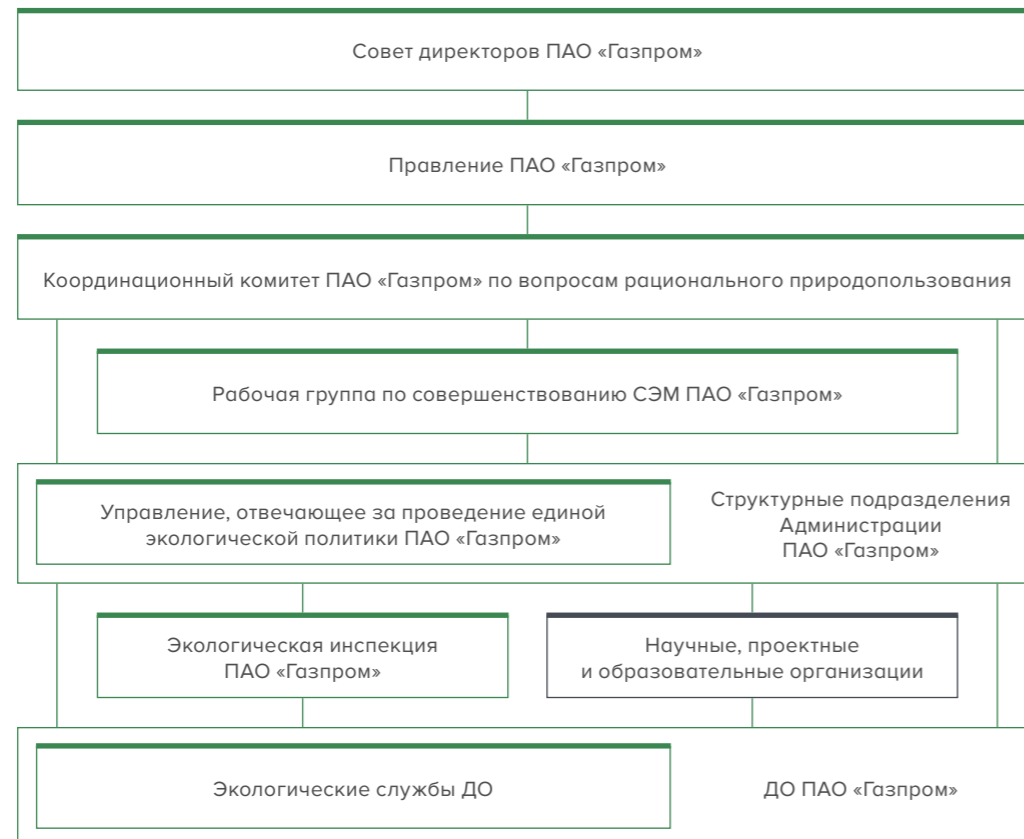 Совет директоров ПАО «Газпром»
Правление ПАО «Газпром»
Координационный комитет ПАО «Газпром» по вопросам рационального природопользования
Рабочая группа по совершенствованию СЭМ ПАО «Газпром»
Управление, отвечающее за проведение единой
экологической политики ПАО «Газпром»
Структурные подразделения
Администрации
ПАО «Газпром»
Экологическая инспекция
ПАО «Газпром»
Научные, проектные
и образовательные организации
Экологические службы ДО
ДО ПАО «Газпром»